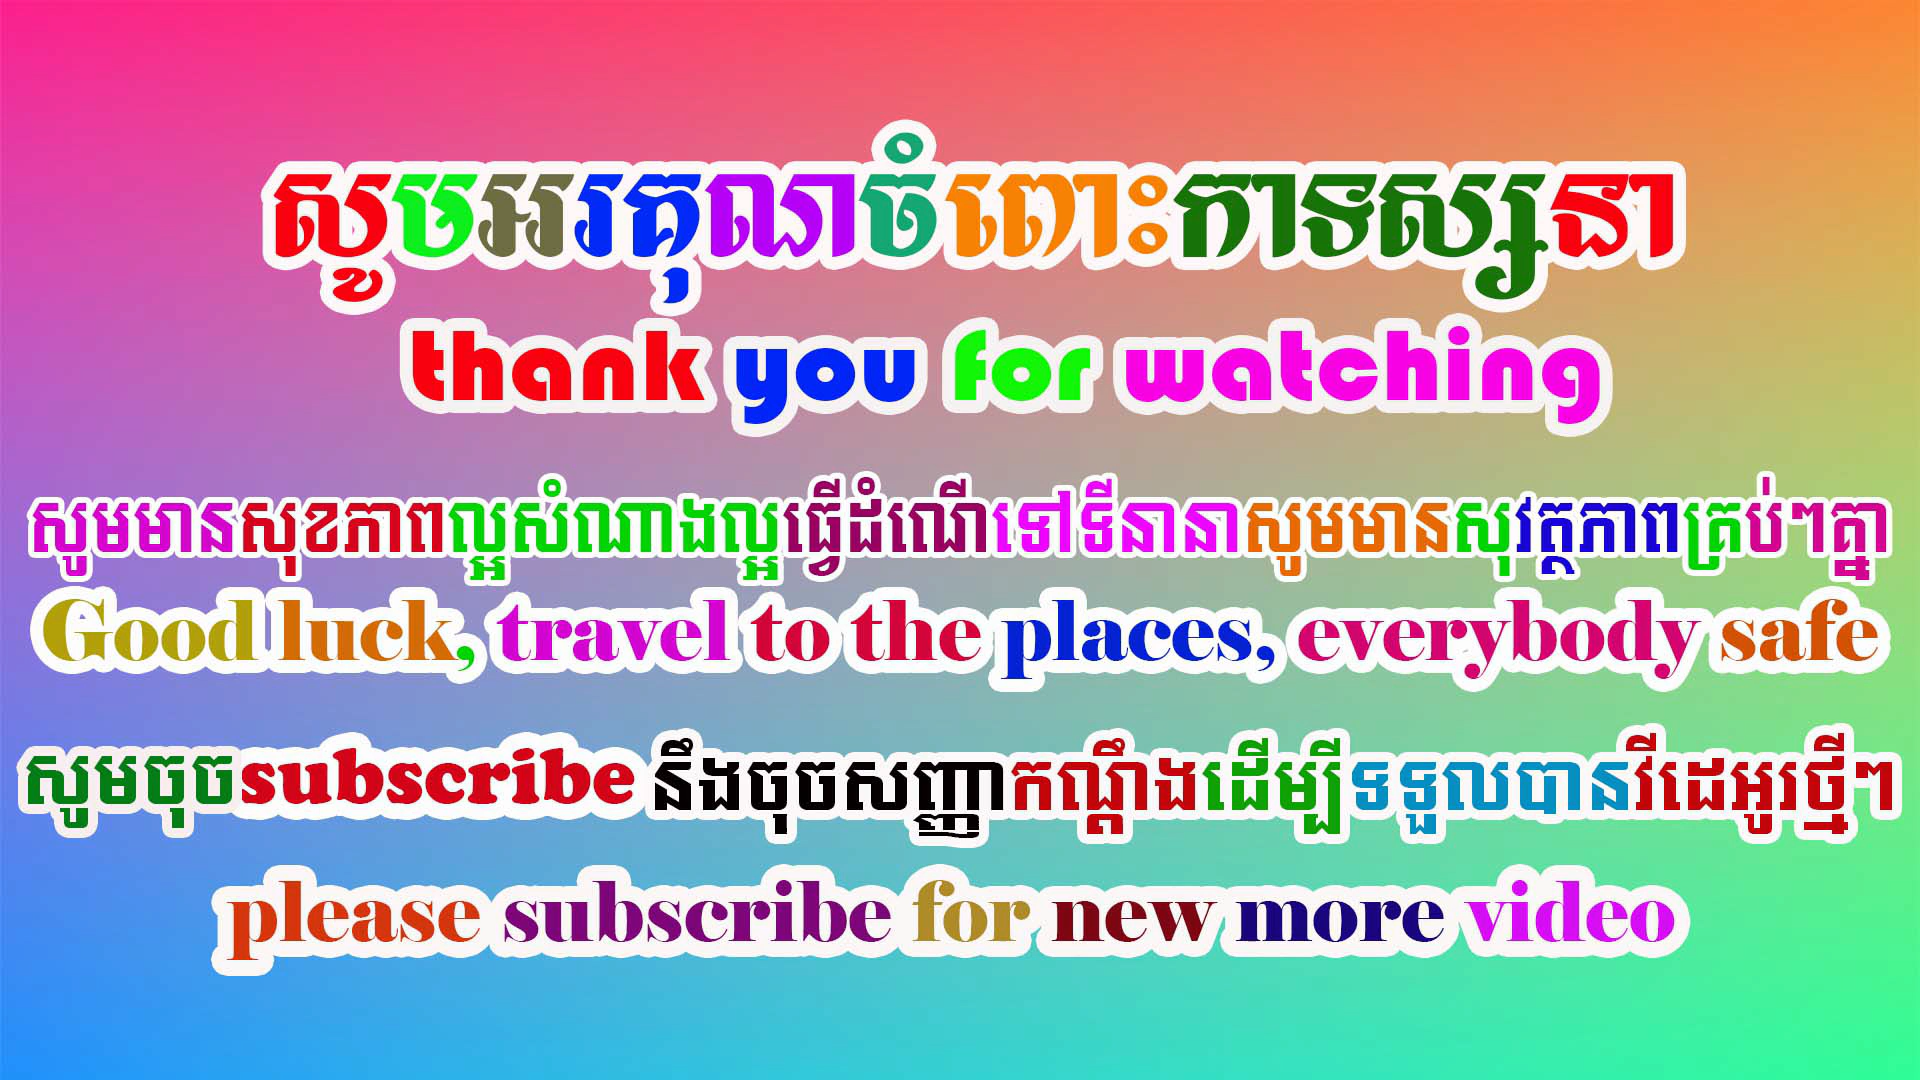 សូមអរគុណចំពោះកាទស្សនា
thank you for watching
សូមមានសុខភាពល្អសំណាងល្អធ្វើដំណើទៅទីនានាសូមមានសុវត្ថភាពគ្រប់ៗគ្នា
Good luck, travel to the places, everybody safe
សូមចុចsubscribe នឹងចុចសញ្ញាកណ្ដឹងដើម្បីទទួលបានវីដេអូរថ្មីៗ
please subscribe for new more video